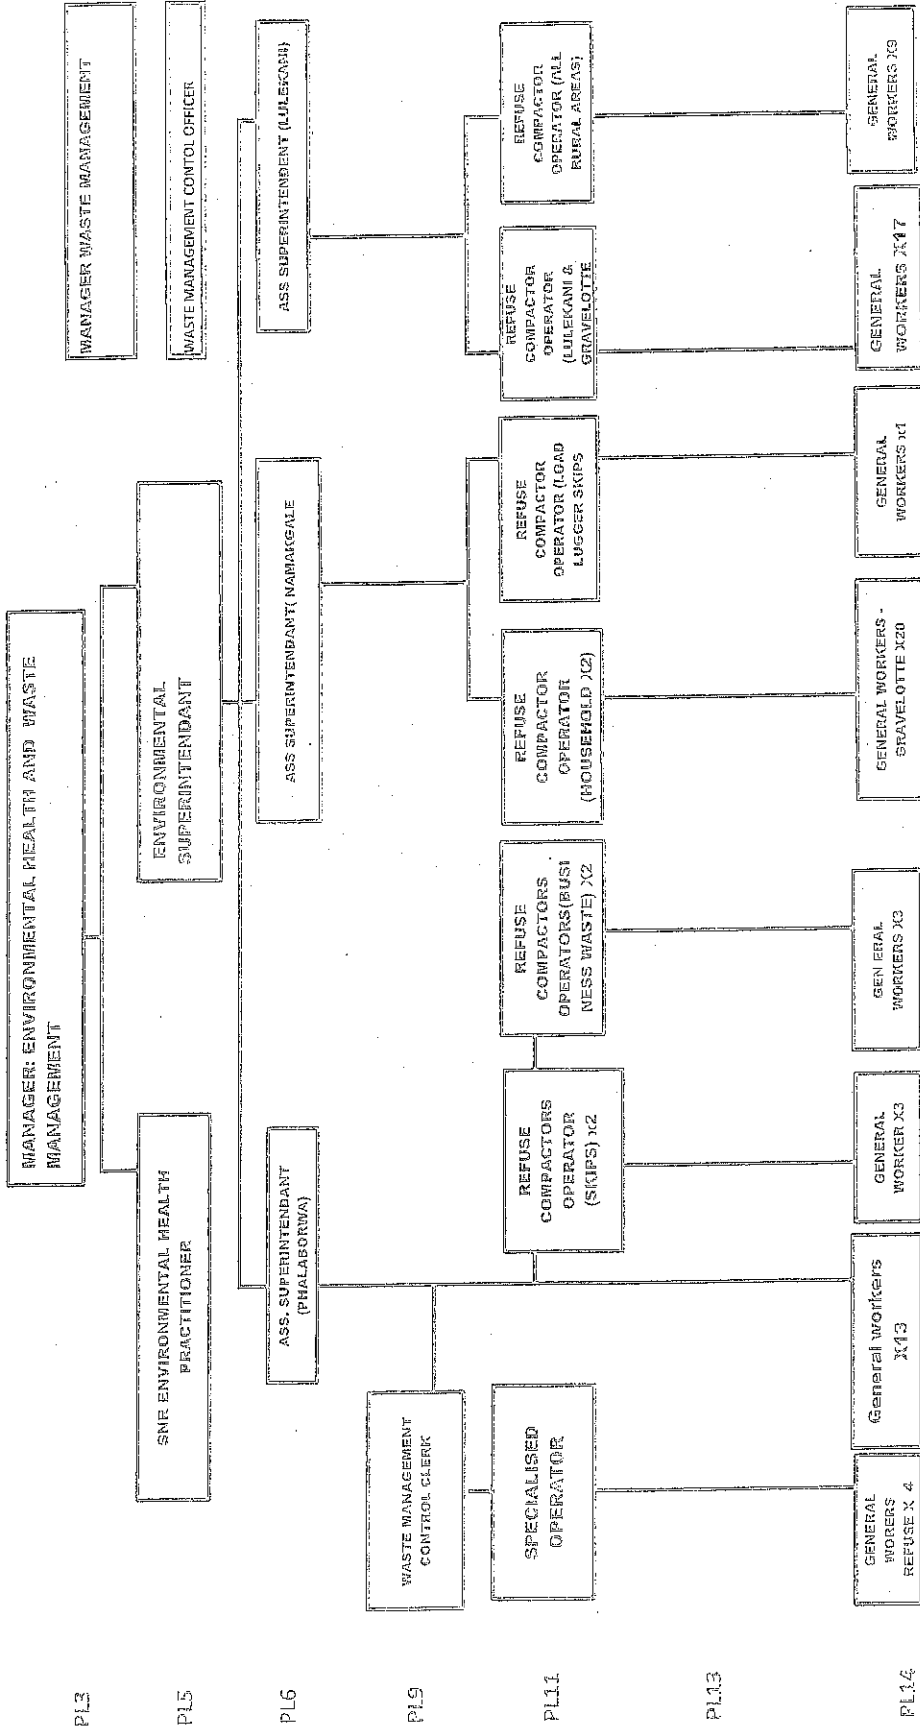 MANAGER: ENVIRONMENTAL HEALTH AND WASTE
MANAGEMENT
MANAGER WASTE MANAGEMENT
PL3
SNR ENVIRONMENTAL HEALTH
PRACTITIONER
ENVIRONMENTAL
SUPERINTENDANT
WASTE MANAGEMENT CONTOL OFFICER
PL5
ASS. SUPERINTENDANT
(PHALABORWA)
ASS SUPERINTENDANT( NAMAKGALE
ASS SUPERINTENDENT (LULEKANI)
PL6
WASTE MANAGEMENT
CONTROL CLERK
PL9
SPECIALISED
OPERATOR
REFUSE
COMPACTORS
OPERATOR
(SKIPS) x2
REFUSE
COMPACTORS
OPERATORS(BUSI
NESS WASTE) X2
REFUSE
COMPACTOR
OPERATOR
(HOUSEHOLD X2)
REFUSE
COMPACTOR
OPERATOR (LOAD
LUGGER SKIPS
REFUSE
COMPACTOR
OPERATOR
(LULEKANI &
GRAVELOTTE
REFUSE
COMPACTOR
OPERATOR (ALL
RURAL AREAS)
PL11
PL13
GENERAL
WORERS
REFUSE X 4
General workers
X13
GENERAL
WORKER X3
GEN ERAL
WORKERS X3
GENERAL WORKERS -
GRAVELOTTE X20
GENERAL
WORKERS x1
GENERAL
WORKERS X17
GENERAL
WORKERS X9
PL14